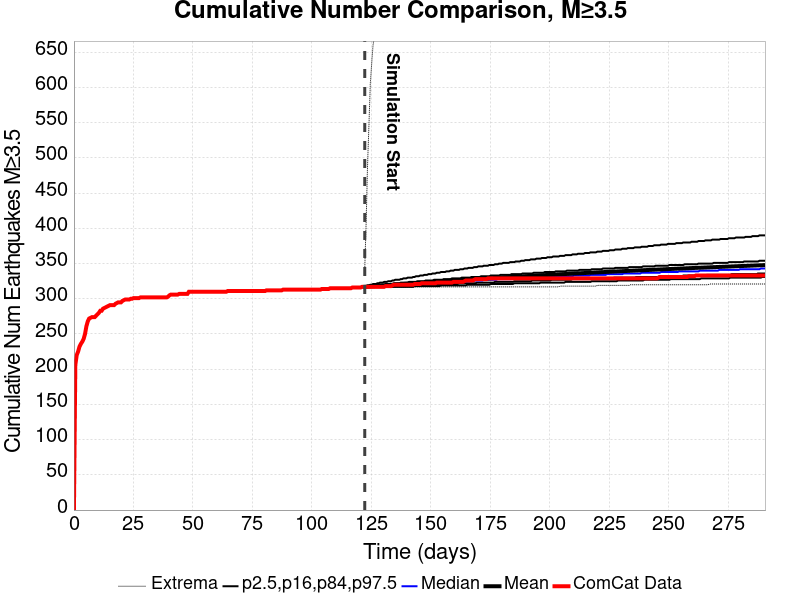 Cumulative Number Comparison, M≥3.5
Cumulative Num Earthquakes M≥3.5
650
600
550
500
450
400
350
300
250
200
150
100
50
0
Simulation Start
0 25 50 75 100 125 150 175 200 225 250 275
Time (days)
Extrema p2.5,p16,p84,p97.5 Median Mean ComCat Data